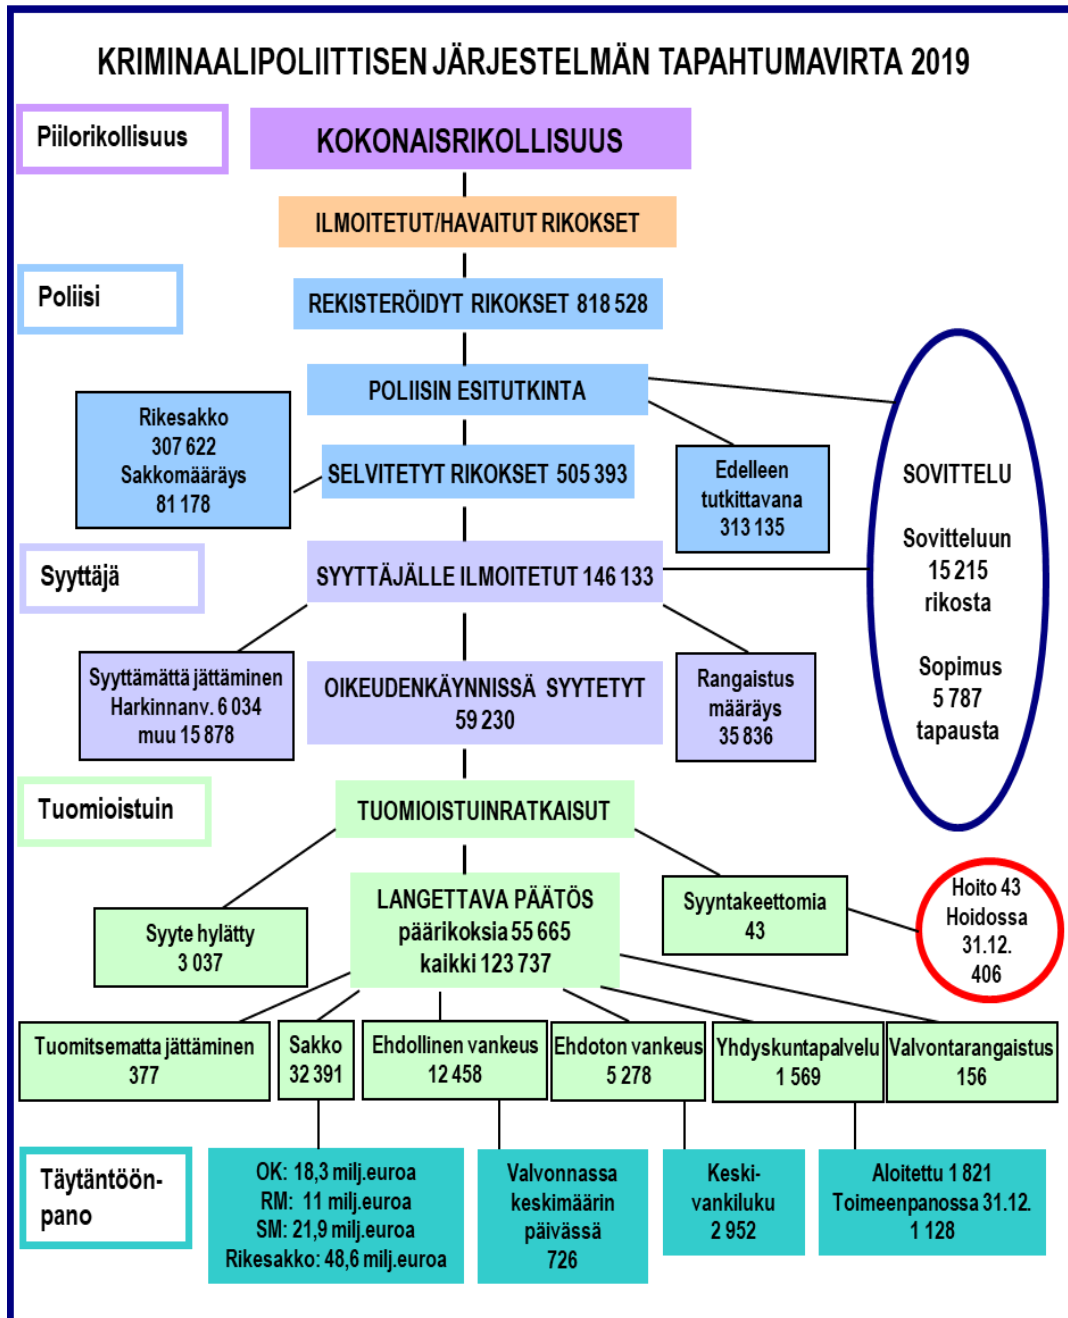 KRIMINAALIPOLIITTISEN JÄRJESTELMÄN TAPAHTUMAVIRTA 2019
Piilorikollisuus
KOKONAISRIKOLLISUUS
ILMOITETUT/HAVAITUT RIKOKSET
Poliisi
REKISTERÖIDYT RIKOKSET 818 528
POLIISIN ESITUTKINTA
Rikesakko
307 622
Sakkomääräys
81 178
SELVITETYT RIKOKSET 505 393
Edelleen
tutkittavana
313 135
SOVITTELU
Sovitteluun
15 215
rikosta
Sopimus
5 787
tapausta
Syyttäjä
SYYTTÄJÄLLE ILMOITETUT 146 133
Syyttämättä jättäminen
Harkinnanv. 6 034
muu 15 878
OIKEUDENKÄYNNISSÄ SYYTETYT
59 230
Rangaistus
määräys
35 836
Tuomioistuin
TUOMIOISTUINRATKAISUT
Syyte hylätty
3 037
LANGETTAVA PÄÄTÖS
päärikoksia 55 665
kaikki 123 737
Syyntakeettomia
43
Hoito 43
Hoidossa
31.12.
406
Tuomitsematta jättäminen
377
Sakko
32 391
Ehdollinen vankeus
12 458
Ehdoton vankeus
5 278
Yhdyskuntapalvelu
1 569
Valvontarangaistus
156
Täytäntöön-
pano
OK: 18,3 milj.euroa
RM: 11 milj.euroa
SM: 21,9 milj.euroa
Rikesakko: 48,6 milj.euroa
Valvonnassa
keskimäärin
päivässä
726
Keski-
vankiluku
2 952
Aloitettu 1 821
Toimeenpanossa 31.12.
1 128